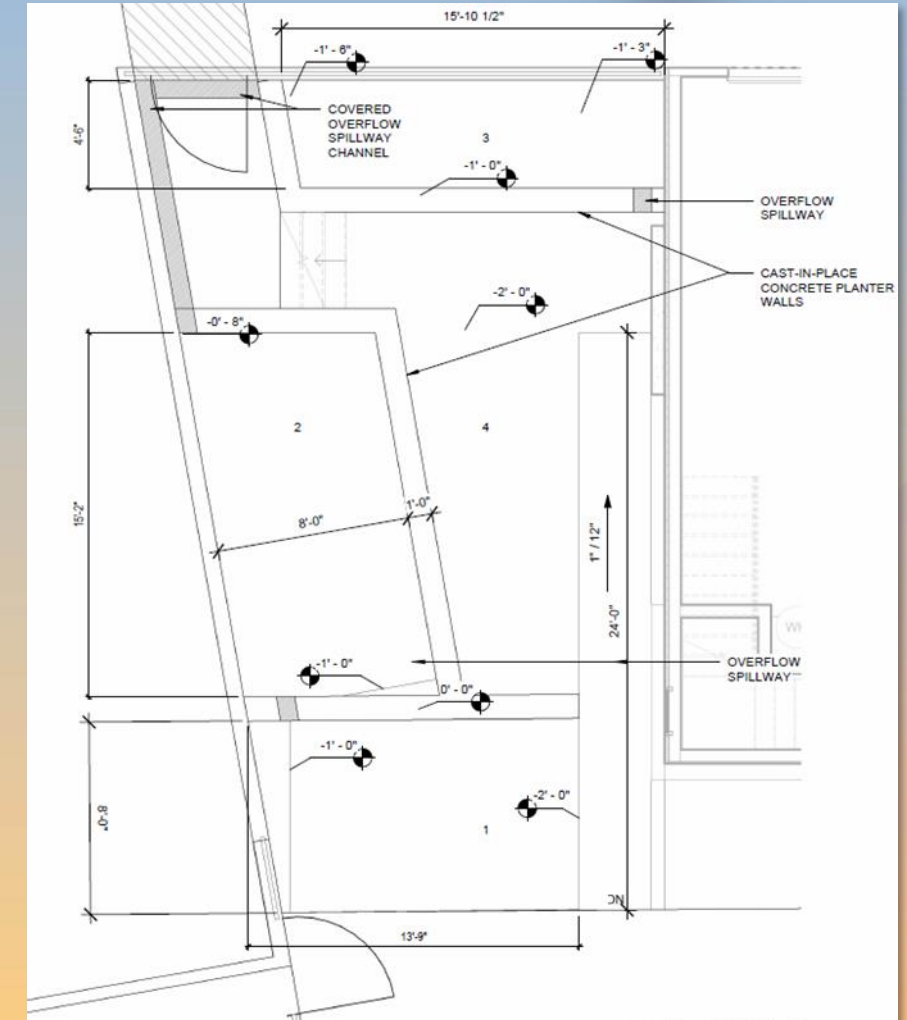 15'-10 1/2"
-1' - 6"
-1' - 3"
4'-6"
COVERED
OVERFLOW
SPILLWAY
CHANNEL
3
-1' - 0"
OVERFLOW
SPILLWAY
CAST-IN-PLACE
CONCRETE PLANTER
WALLS
-2' - 0"
-0' - 8"
2
4
15'-2"
8'-0"
1'-0"
1" / 12"
24'-0"
OVERFLOW
SPILLWAY
-1' - 0"
0' - 0"
-1' - 0"
-2' - 0"
8'-0"
1
DN
13'-9"